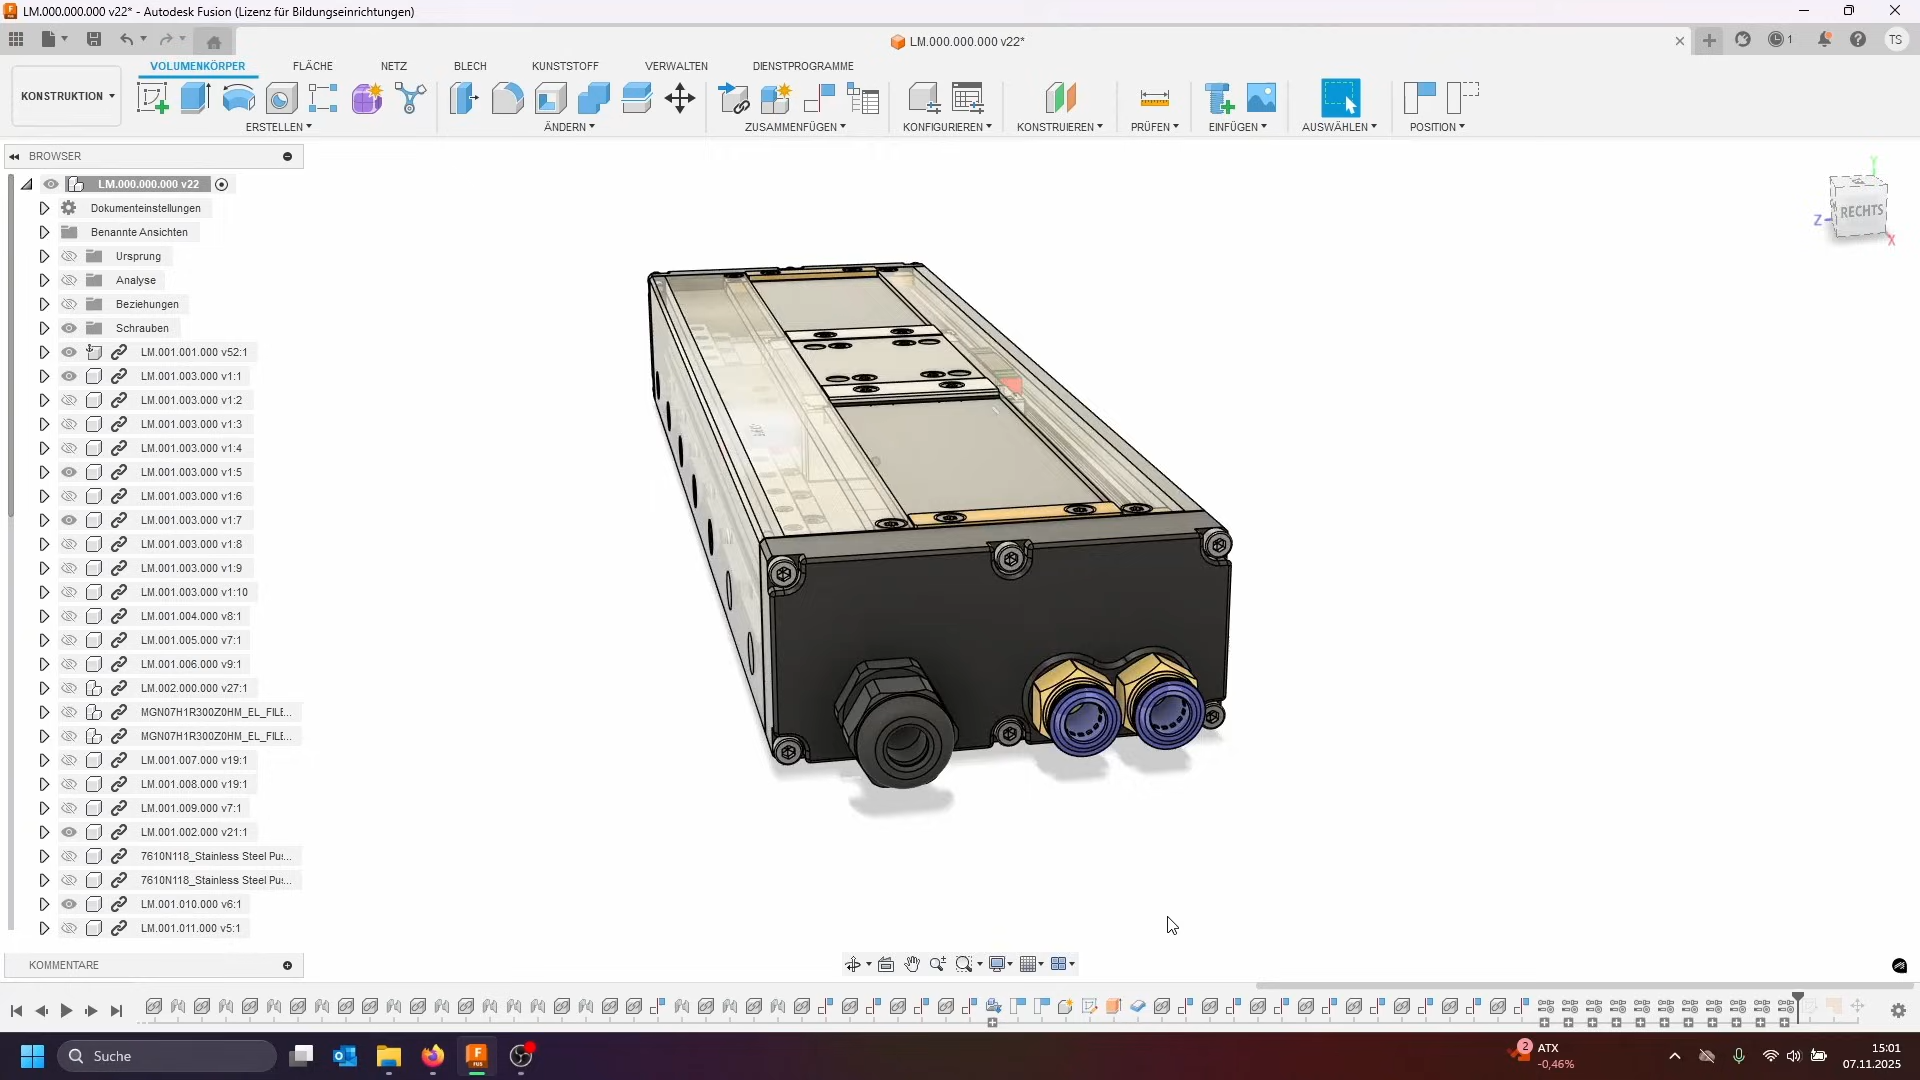 LM.000.000.000 v22* - Autodesk Fusion (Lizenz für Bildungseinrichtungen)
LM.000.000.000 v22*
1
TS
VOLUMENKÖRPER
FLÄCHE
NETZ
BLECH
KUNSTSTOFF
VERWALTEN
DIENSTPROGRAMME
KONSTRUKTION
ERSTELLEN
ÄNDERN
ZUSAMMENFÜGEN
KONFIGURIEREN
KONSTRUIEREN
PRÜFEN
EINFÜGEN
AUSWÄHLEN
POSITION
BROWSER
LM.000.000.000 v22
Dokumenteinstellungen
Benannte Ansichten
Ursprung
Analyse
Beziehungen
Schrauben
LM.001.001.000 v52:1
LM.001.003.000 v1:1
LM.001.003.000 v1:2
LM.001.003.000 v1:3
LM.001.003.000 v1:4
LM.001.003.000 v1:5
LM.001.003.000 v1:6
LM.001.003.000 v1:7
LM.001.003.000 v1:8
LM.001.003.000 v1:9
LM.001.003.000 v1:10
LM.001.004.000 v8:1
LM.001.005.000 v7:1
LM.001.006.000 v9:1
LM.002.000.000 v27:1
MGN07H1R300Z0HM_EL_FILE...
MGN07H1R300Z0HM_EL_FILE...
LM.001.007.000 v19:1
LM.001.008.000 v19:1
LM.001.009.000 v7:1
LM.001.002.000 v21:1
7610N118_Stainless Steel Pus...
7610N118_Stainless Steel Pus...
LM.001.010.000 v6:1
LM.001.011.000 v5:1
KOMMENTARE
Y
Z
RECHTS
X
Suche
FUS
2
ATX
-0,46%
15:01
07.11.2025